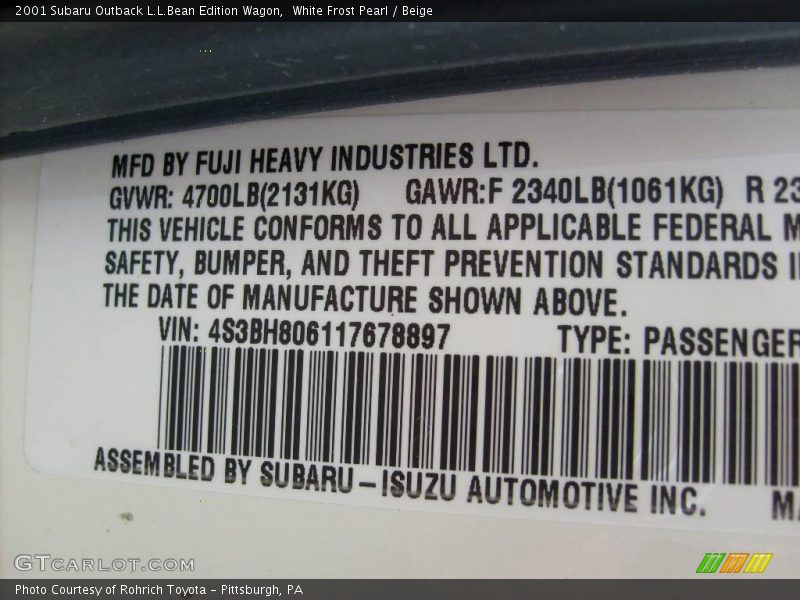 2001 Subaru Outback L.L.Bean Edition Wagon,  White Frost Pearl / Beige
MFD BY FUJI HEAVY INDUSTRIES LTD.
GVWR: 4700LB(2131KG) GAWR:F 2340LB(1061KG) R 23
THIS VEHICLE CONFORMS TO ALL APPLICABLE FEDERAL M
SAFETY, BUMPER, AND THEFT PREVENTION STANDARDS I
THE DATE OF MANUFACTURE SHOWN ABOVE.
VIN: 4S3BH806117678897 TYPE: PASSENGER
ASSEMBLED BY SUBARU-ISUZU AUTOMOTIVE INC. MA
GTCARLOT.COM
Photo Courtesy of Rohrich Toyota - Pittsburgh, PA